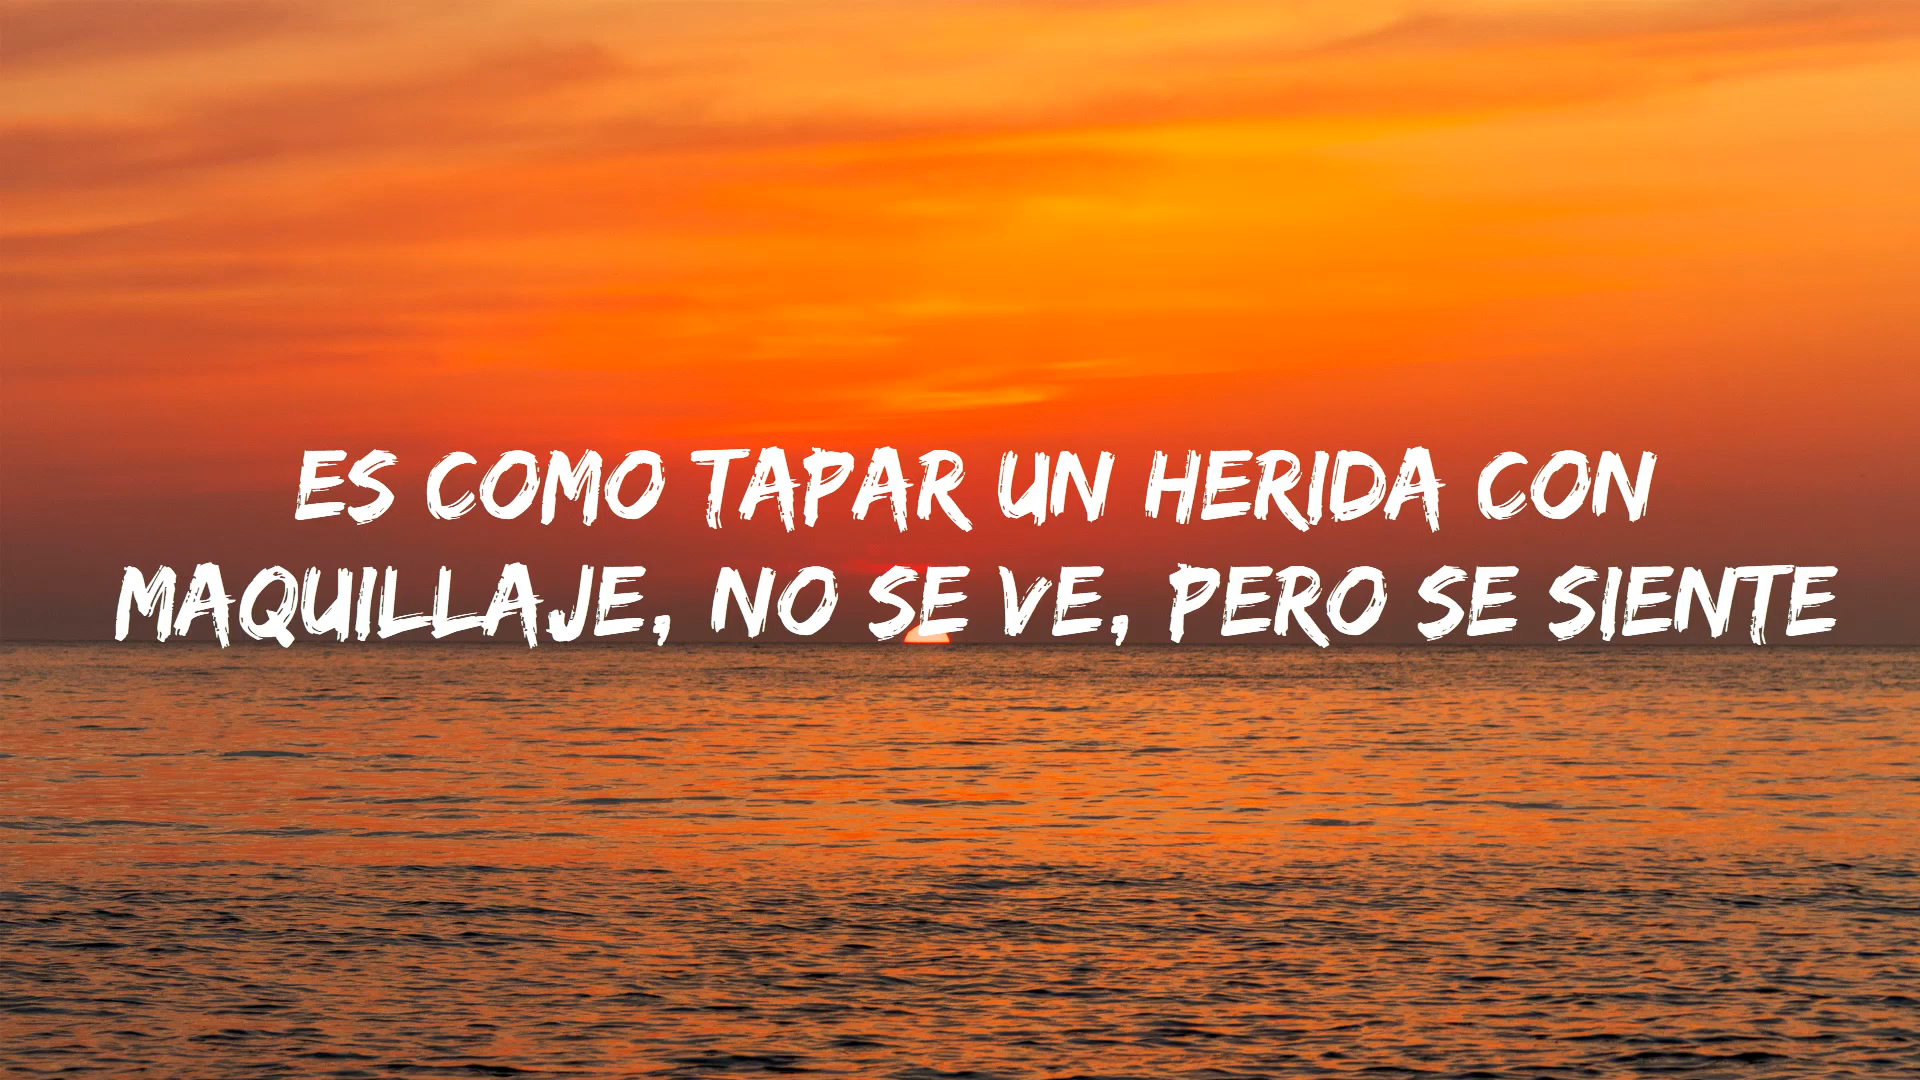 ES COMO TAPAR UN HERIDA CON
MAQUILLAJE, NO SE VE, PERO SE SIENTE